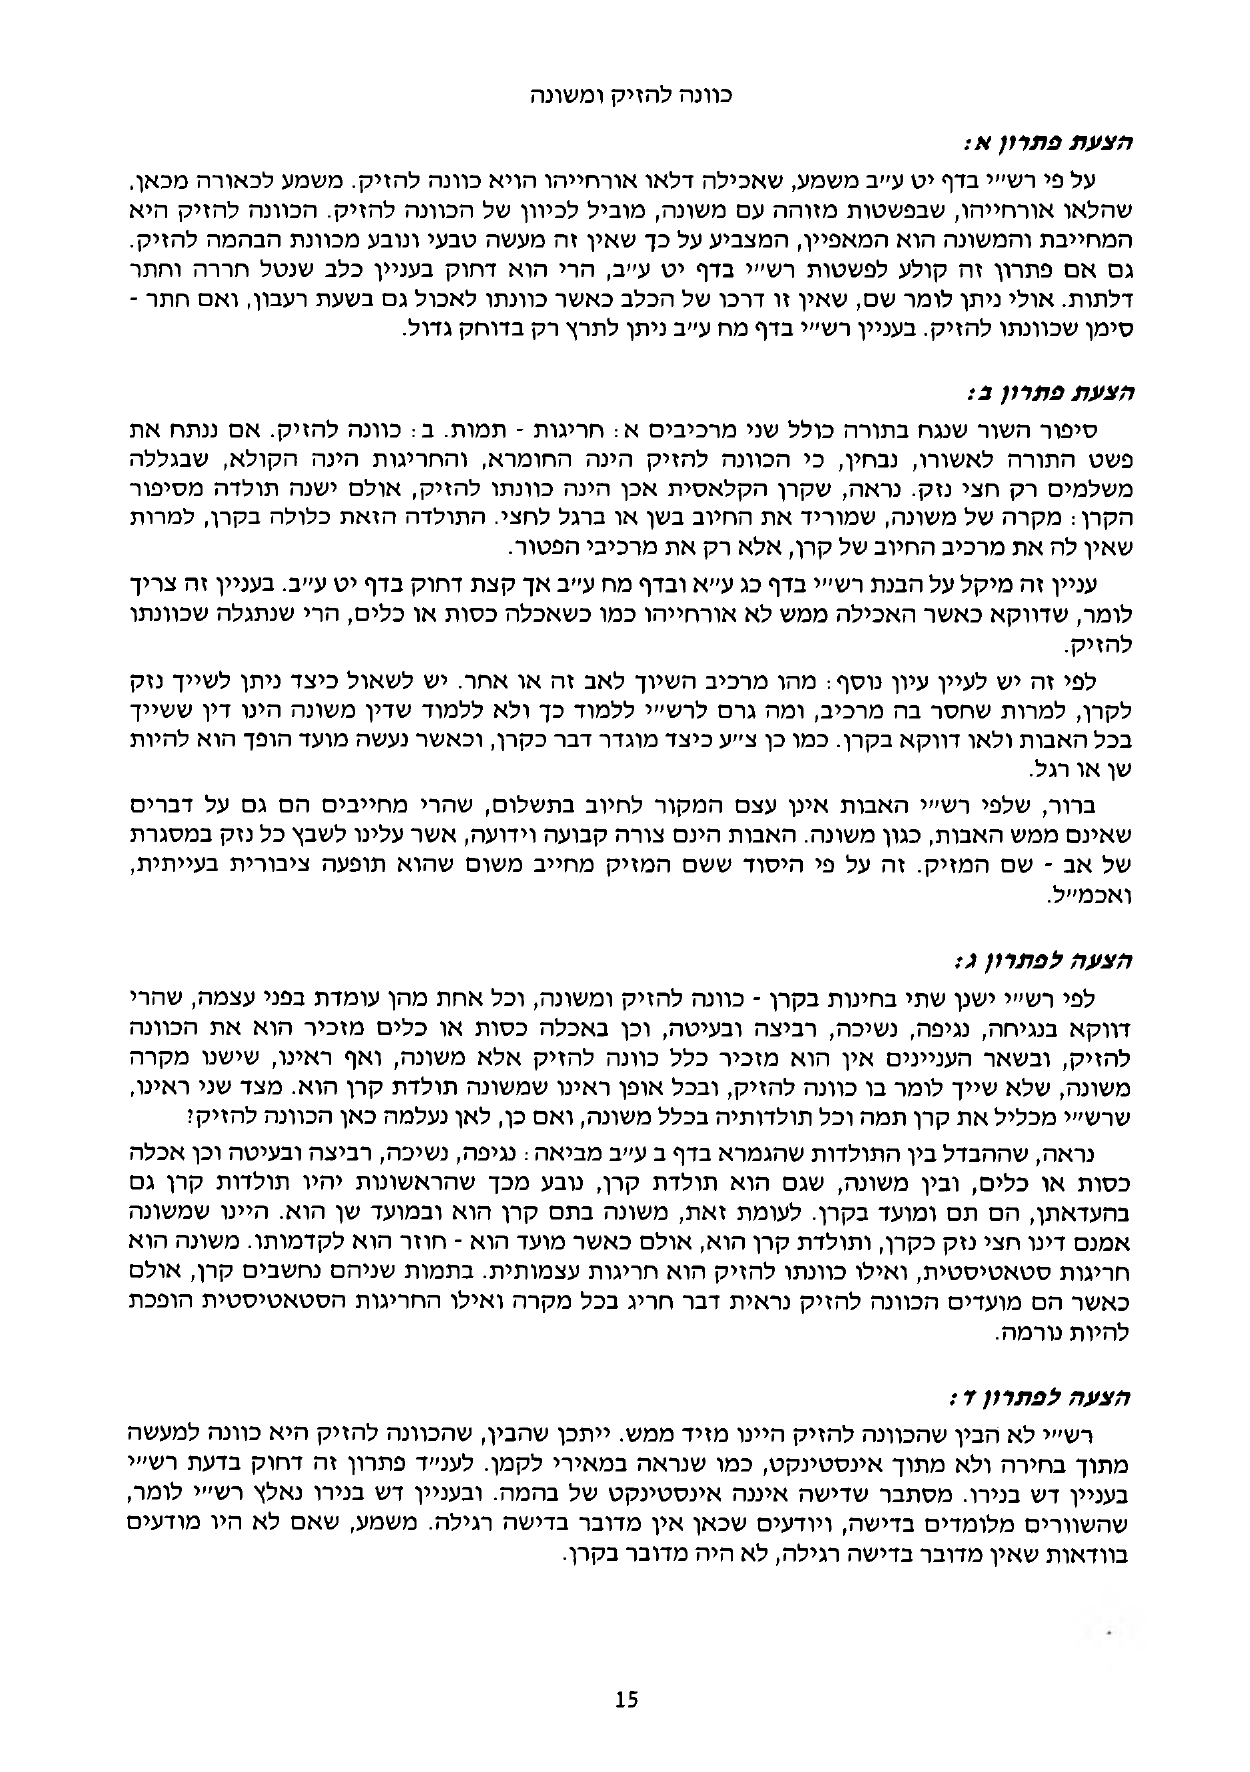 כוונה להזיק ומשונה
הצעת פתרון א:
על פי רש״י בדף יט ע״ב משמע, שאכילה דלאו אורחייהו הויא כוונה להזיק. משמע לכאורה מכאן,
שהלאו אורחייהו, שבפשטות מזוהה עם משונה, מוביל לכיוון של הכוונה להזיק. הכוונה להזיק היא
המחייבת והמשונה הוא המאפיין, המצביע על כך שאין זה מעשה טבעי ונובע מכוונת הבהמה להזיק.
גם אם פתרון זה קולע לפשטות רש״י בדף יט ע״ב, הרי הוא דחוק בעניין כלב שנטל חררה וחתר
דלתות. אולי ניתן לומר שם, שאין זו דרכו של הכלב כאשר כוונתו לאכול גם בשעת רעבון, ואם חתר -
סימן שכוונתו להזיק. בעניין רש״י בדף מח ע״ב ניתן לתרץ רק בדוחק גדול.
הצעת פתרון ב:
סיפור השור שנגח בתורה כולל שני מרכיבים א: חריגות - תמות. ב: כוונה להזיק. אם ננתח את
פשט התורה לאשורו, נבחין, כי הכוונה להזיק הינה החומרא, והחריגות הינה הקולא, שבגללה
משלמים רק חצי נזק. נראה, שקרן הקלאסית אכן הינה כוונתו להזיק, אולם ישנה תולדה מסיפור
הקרן: מקרה של משונה, שמוריד את החיוב בשן או ברגל לחצי. התולדה הזאת כלולה בקרן, למרות
שאין לה את מרכיב החיוב של קרן, אלא רק את מרכיבי הפטור.
עניין זה מיקל על הבנת רש״י בדף כג ע״א ובדף מח ע״ב אך קצת דחוק בדף יט ע״ב. בעניין זה צריך
לומר, שדווקא כאשר האכילה ממש לא אורחייהו כמו כשאכלה כסות או כלים, הרי שנתגלה שכוונתו
להזיק.
לפי זה יש לעיין עיון נוסף: מהו מרכיב השיוך לאב זה או אחר. יש לשאול כיצד ניתן לשייך נזק
לקרן, למרות שחסר בה מרכיב, ומה גרם לרש״י ללמוד כך ולא ללמוד שדין משונה הינו דין ששייך
בכל האבות ולאו דווקא בקרן. כמו כן צ״ע כיצד מוגדר דבר כקרן, וכאשר נעשה מועד הופך הוא להיות
שן או רגל.
ברור, שלפי רש״י האבות אינן עצם המקור לחיוב בתשלום, שהרי מחייבים הם גם על דברים
שאינם ממש האבות, כגון משונה. האבות הינם צורה קבועה וידועה, אשר עלינו לשבץ כל נזק במסגרת
של אב - שם המזיק. זה על פי היסוד ששם המזיק מחייב משום שהוא תופעה ציבורית בעייתית,
ואכמ״ל.
הצעה לפתרון ג:
לפי רש״י ישנן שתי בחינות בקרן - כוונה להזיק ומשונה, וכל אחת מהן עומדת בפני עצמה, שהרי
דווקא בנגיחה, נגיפה, נשיכה, רביצה ובעיטה, וכן באכלה כסות או כלים מזכיר הוא את הכוונה
להזיק, ובשאר העניינים אין הוא מזכיר כלל כוונה להזיק אלא משונה, ואף ראינו, שישנו מקרה
משונה, שלא שייך לומר בו כוונה להזיק, ובכל אופן ראינו שמשונה תולדת קרן הוא. מצד שני ראינו,
שרש״י מכליל את קרן תמה וכל תולדותיה בכלל משונה, ואם כן, לאן נעלמה כאן הכוונה להזיק?
נראה, שההבדל בין התולדות שהגמרא בדף ב ע״ב מביאה: נגיפה, נשיכה, רביצה ובעיטה וכן אכלה
כסות או כלים, ובין משונה, שגם הוא תולדת קרן, נובע מכך שהראשונות יהיו תולדות קרן גם
בהעדאתן, הם תם ומועד בקרן. לעומת זאת, משונה בתם קרן הוא ובמועד שן הוא. היינו שמשונה
אמנם דינו חצי נזק כקרן, ותולדת קרן הוא, אולם כאשר מועד הוא - חוזר הוא לקדמותו. משונה הוא
חריגות סטאטיסטית, ואילו כוונתו להזיק הוא חריגות עצמותית. בתמות שניהם נחשבים קרן, אולם
כאשר הם מועדים הכוונה להזיק נראית דבר חריג בכל מקרה ואילו החריגות הסטאטיסטית הופכת
להיות נורמה.
הצעה לפתרון ד:
רש״י לא הבין שהכוונה להזיק היינו מזיד ממש. ייתכן שהבין, שהכוונה להזיק היא כוונה למעשה
מתוך בחירה ולא מתוך אינסטינקט, כמו שנראה במאירי לקמן. לענ״ד פתרון זה דחוק בדעת רש״י
בעניין דש בנירו. מסתבר שדישה איננה אינסטינקט של בהמה. ובעניין דש בנירו נאלץ רש״י לומר,
שהשוורים מלומדים בדישה, ויודעים שכאן אין מדובר בדישה רגילה. משמע, שאם לא היו מודעים
בוודאות שאין מדובר בדישה רגילה, לא היה מדובר בקרן.
15